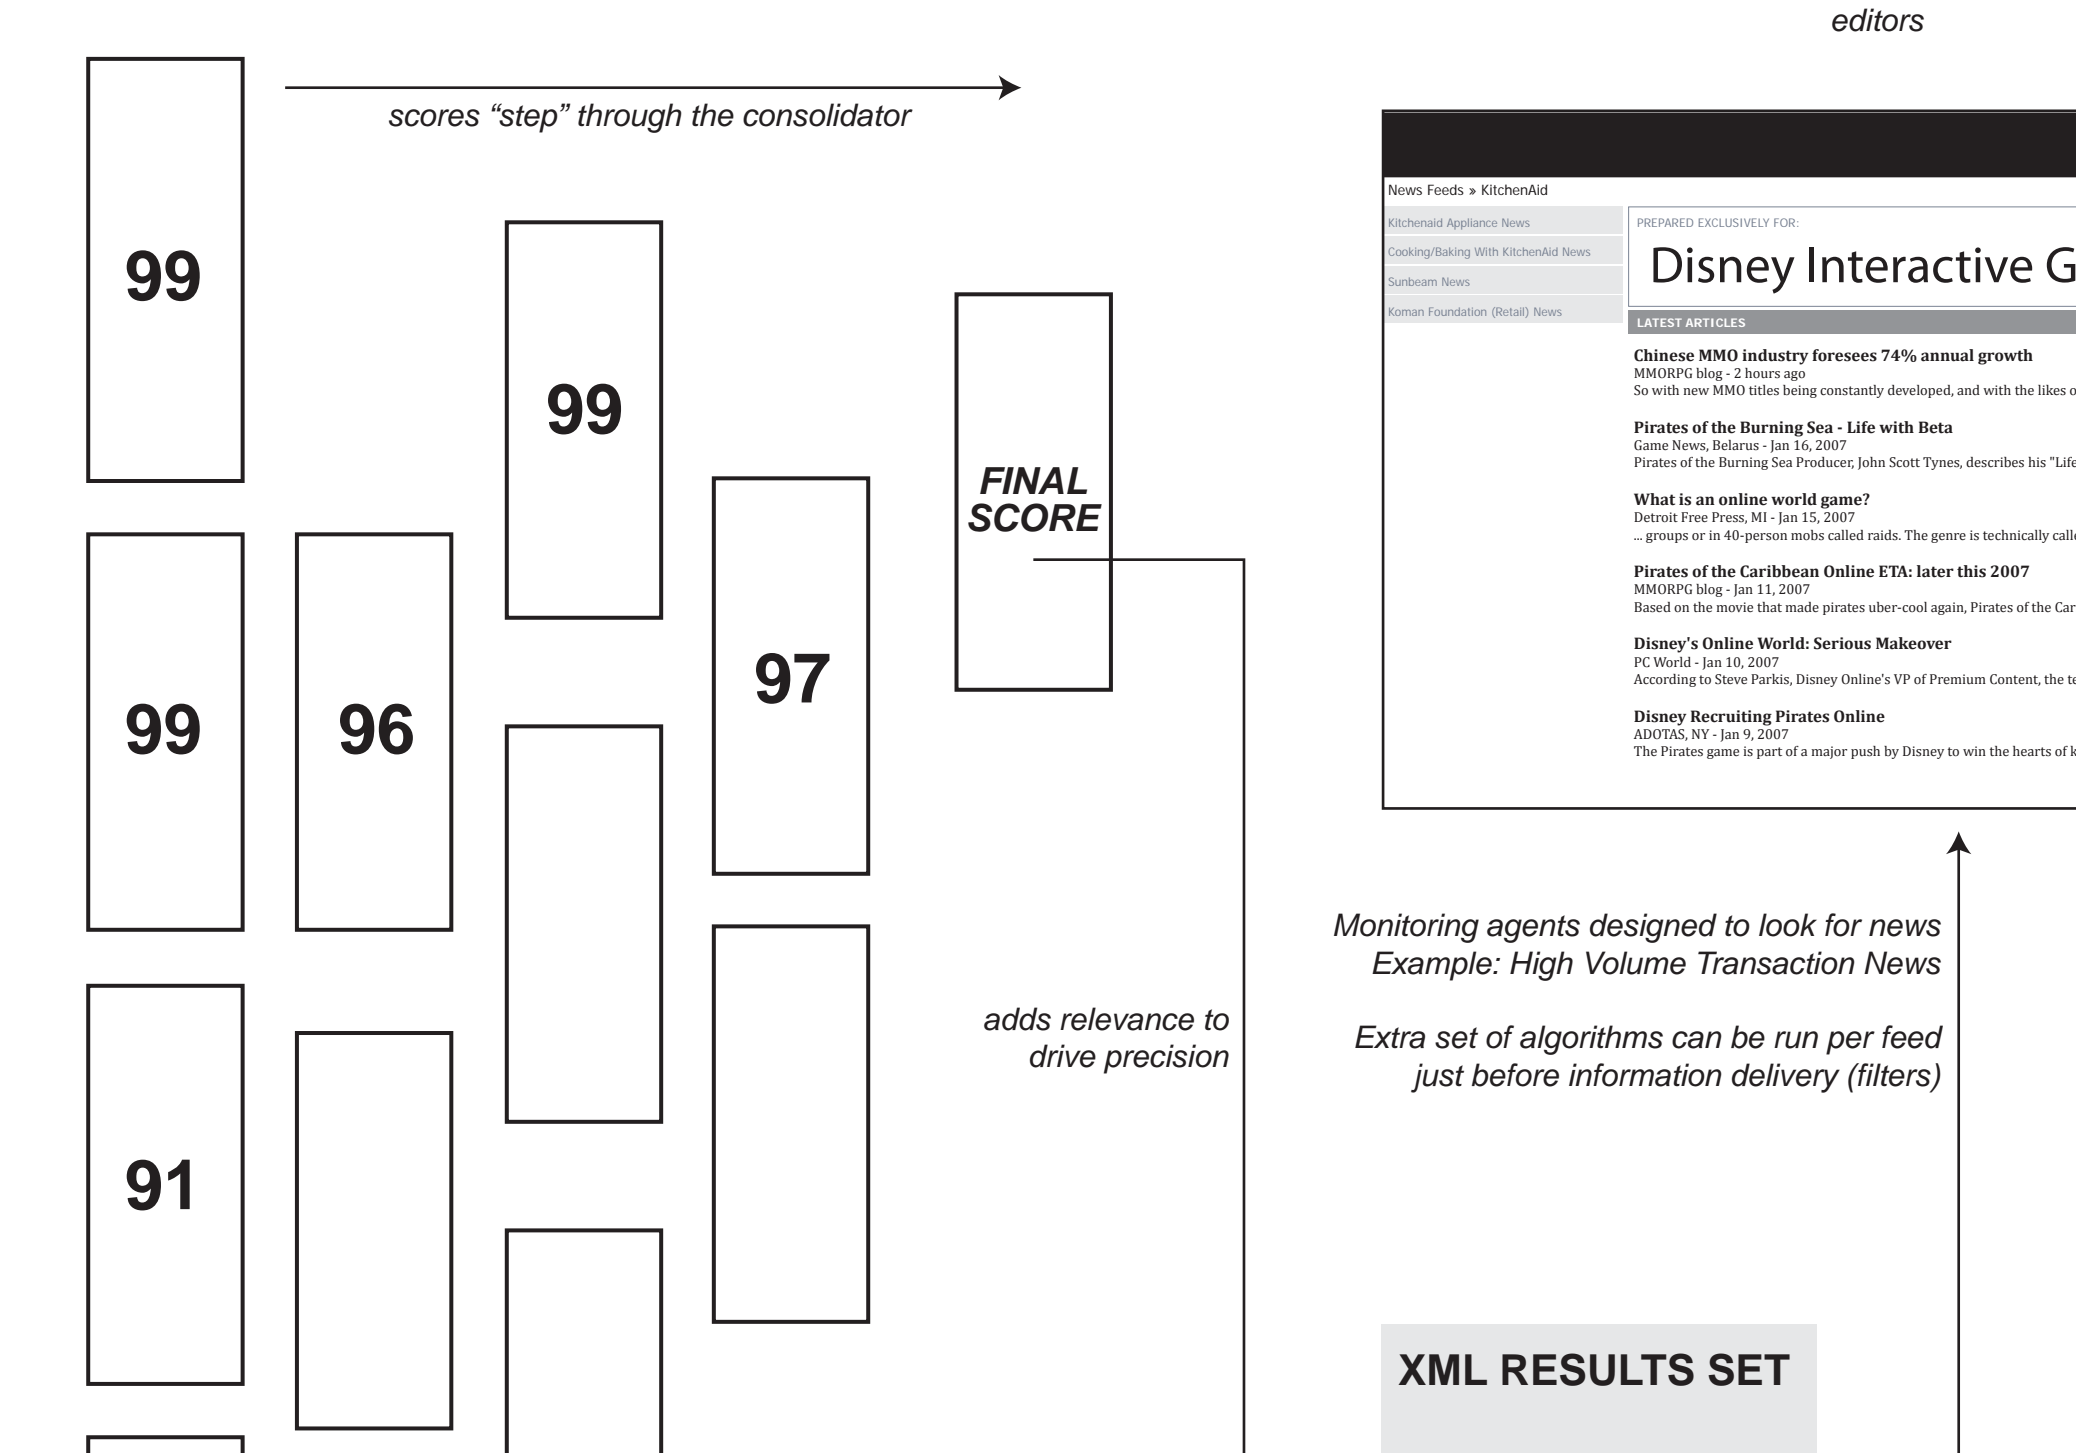 editors
scores “step” through the consolidator
99
99
99
96
97
91
FINAL
SCORE
adds relevance to
drive precision
News Feeds » KitchenAid
Kitchenaid Appliance News
Cooking/Baking With KitchenAid News
Sunbeam News
Koman Foundation (Retail) News
PREPARED EXCLUSIVELY FOR:
Disney Interactive G
LATEST ARTICLES
Chinese MMO industry foresees 74% annual growth
MMORPG blog - 2 hours ago
So with new MMO titles being constantly developed, and with the likes o
Pirates of the Burning Sea - Life with Beta
Game News, Belarus - Jan 16, 2007
Pirates of the Burning Sea Producer, John Scott Tynes, describes his "Life
What is an online world game?
Detroit Free Press, MI - Jan 15, 2007
... groups or in 40-person mobs called raids. The genre is technically calle
Pirates of the Caribbean Online ETA: later this 2007
MMORPG blog - Jan 11, 2007
Based on the movie that made pirates uber-cool again, Pirates of the Car
Disney's Online World: Serious Makeover
PC World - Jan 10, 2007
According to Steve Parkis, Disney Online's VP of Premium Content, the te
Disney Recruiting Pirates Online
ADOTAS, NY - Jan 9, 2007
The Pirates game is part of a major push by Disney to win the hearts of k
Monitoring agents designed to look for news
Example: High Volume Transaction News
Extra set of algorithms can be run per feed
just before information delivery (filters)
XML RESULTS SET